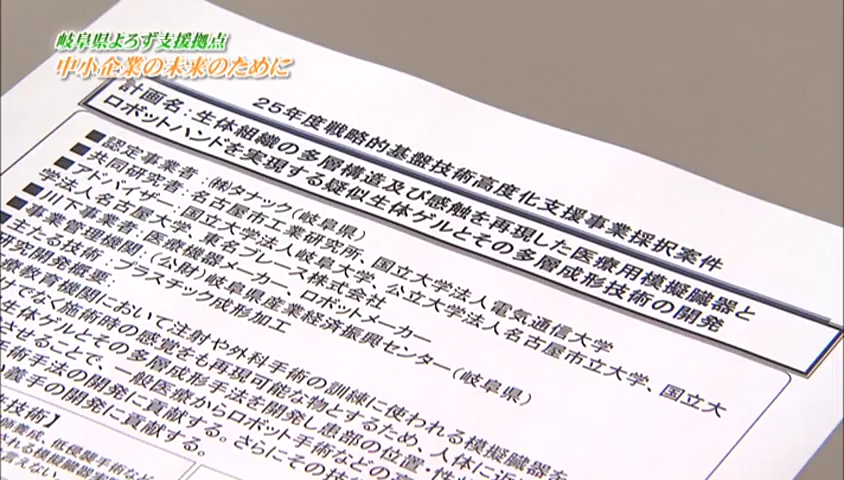 岐阜県よろず支援拠点
中小企業の未来のために
25年度戦略的基盤技術高度化支援事業採択案件
計画名:生体組織の多層構造及び感触を再現した医療用模擬臓器と
ロボットハンドを実現する疑似生体ゲルとその多層成形技術の開発
■認定事業者:㈱タナック(岐阜県)
■共同研究者:名古屋市工業研究所、国立大学法人電気通信大学
■アドバイザー:国立大学法人岐阜大学、公立大学法人名古屋市立大学、国立大
学法人名古屋大学、東名ブレース株式会社
■川下事業者:医療機器メーカー、ロボットメーカー
■事業管理機関:(公財)岐阜県産業経済振興センター(岐阜県)
主たる技術:プラスチック成形加工
研究開発概要:
療教育機関において注射や外科手術の訓練に使われる模擬臓器を
けでなく施術時の感覚をも再現可能な物とするため、人体に近
生体ゲルとその多層成形手法を開発し患部の位置・性
させることで、一般医療からロボット手術などの高
術手法の開発に貢献する。さらにその技
義手の開発に貢献する。
技術】
低侵襲手術など
される模擬臓器
言えない。